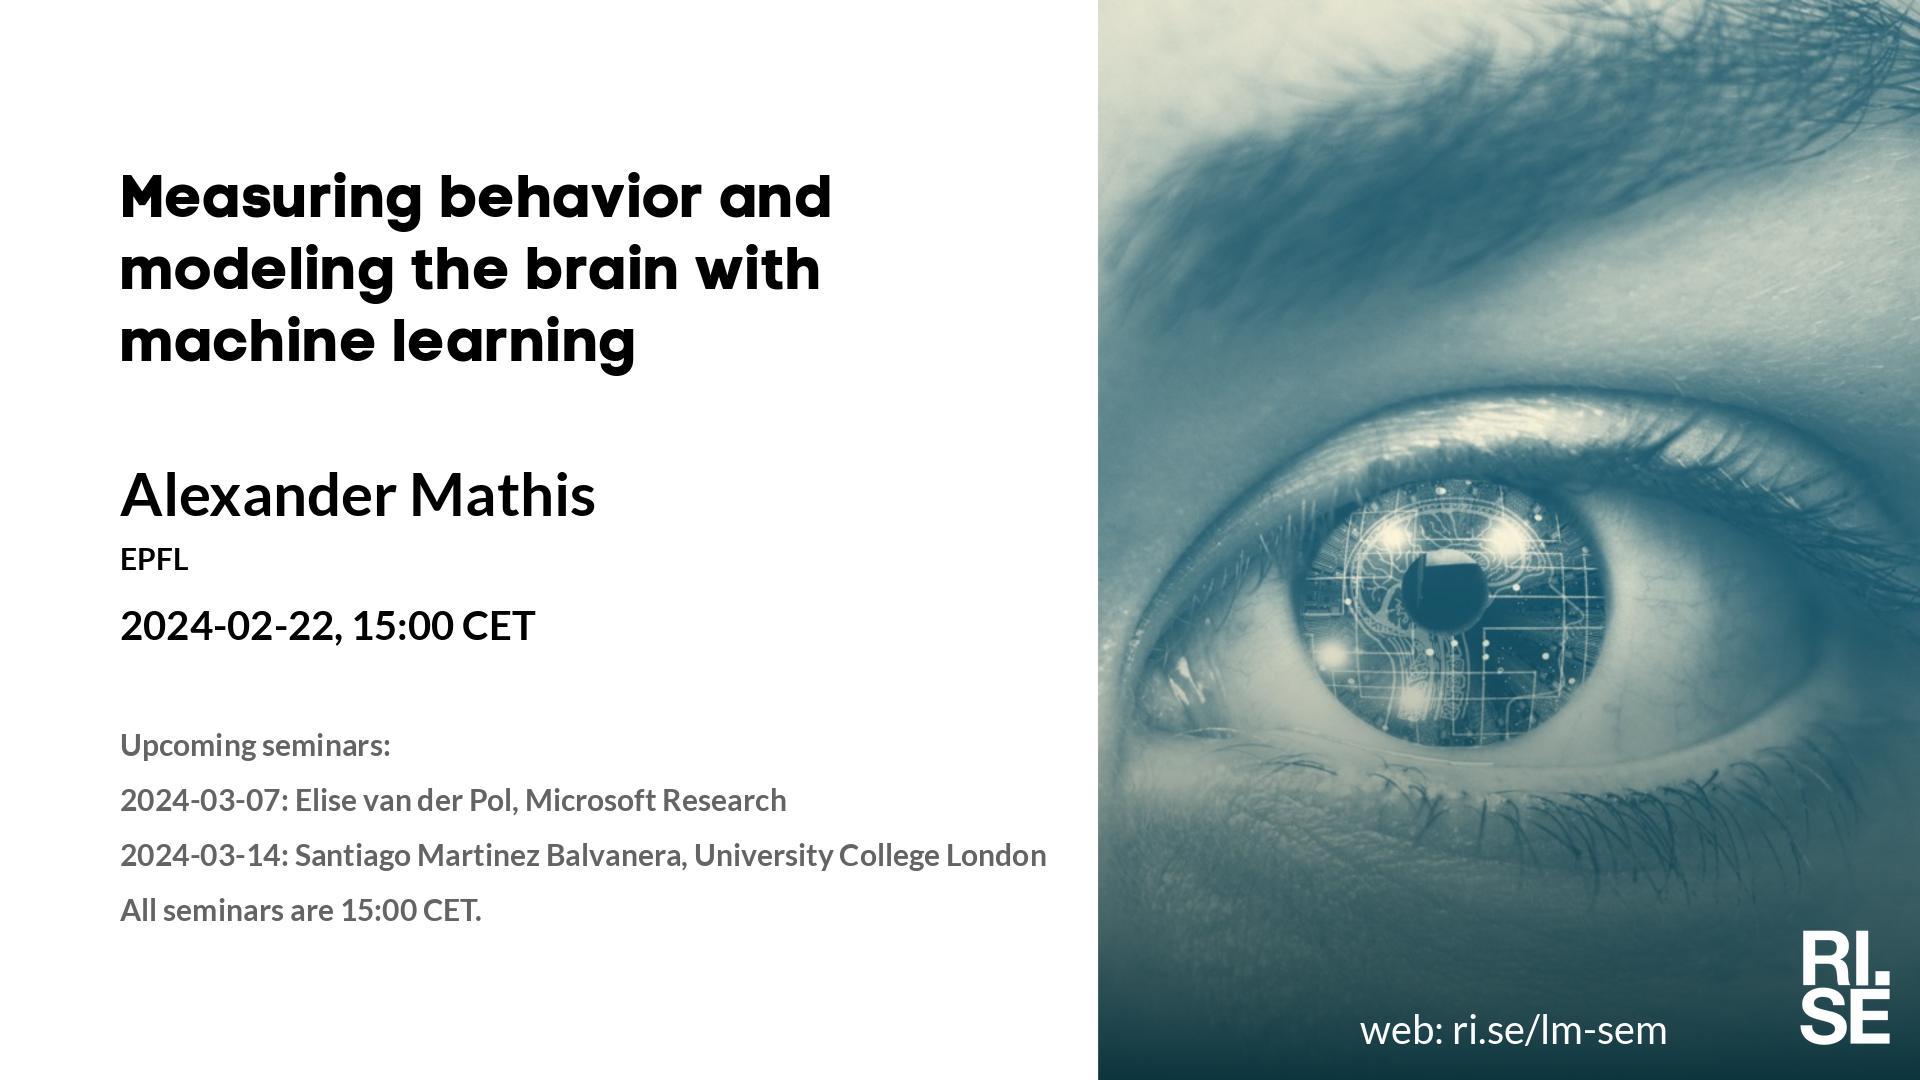 Measuring behavior and
modeling the brain with
machine learning
Alexander Mathis
EPFL
2024-02-22, 15:00 CET
Upcoming seminars:
2024-03-07: Elise van der Pol, Microsoft Research
2024-03-14: Santiago Martinez Balvanera, University College London
All seminars are 15:00 CET.
web: ri.se/lm-sem
RI.
SE